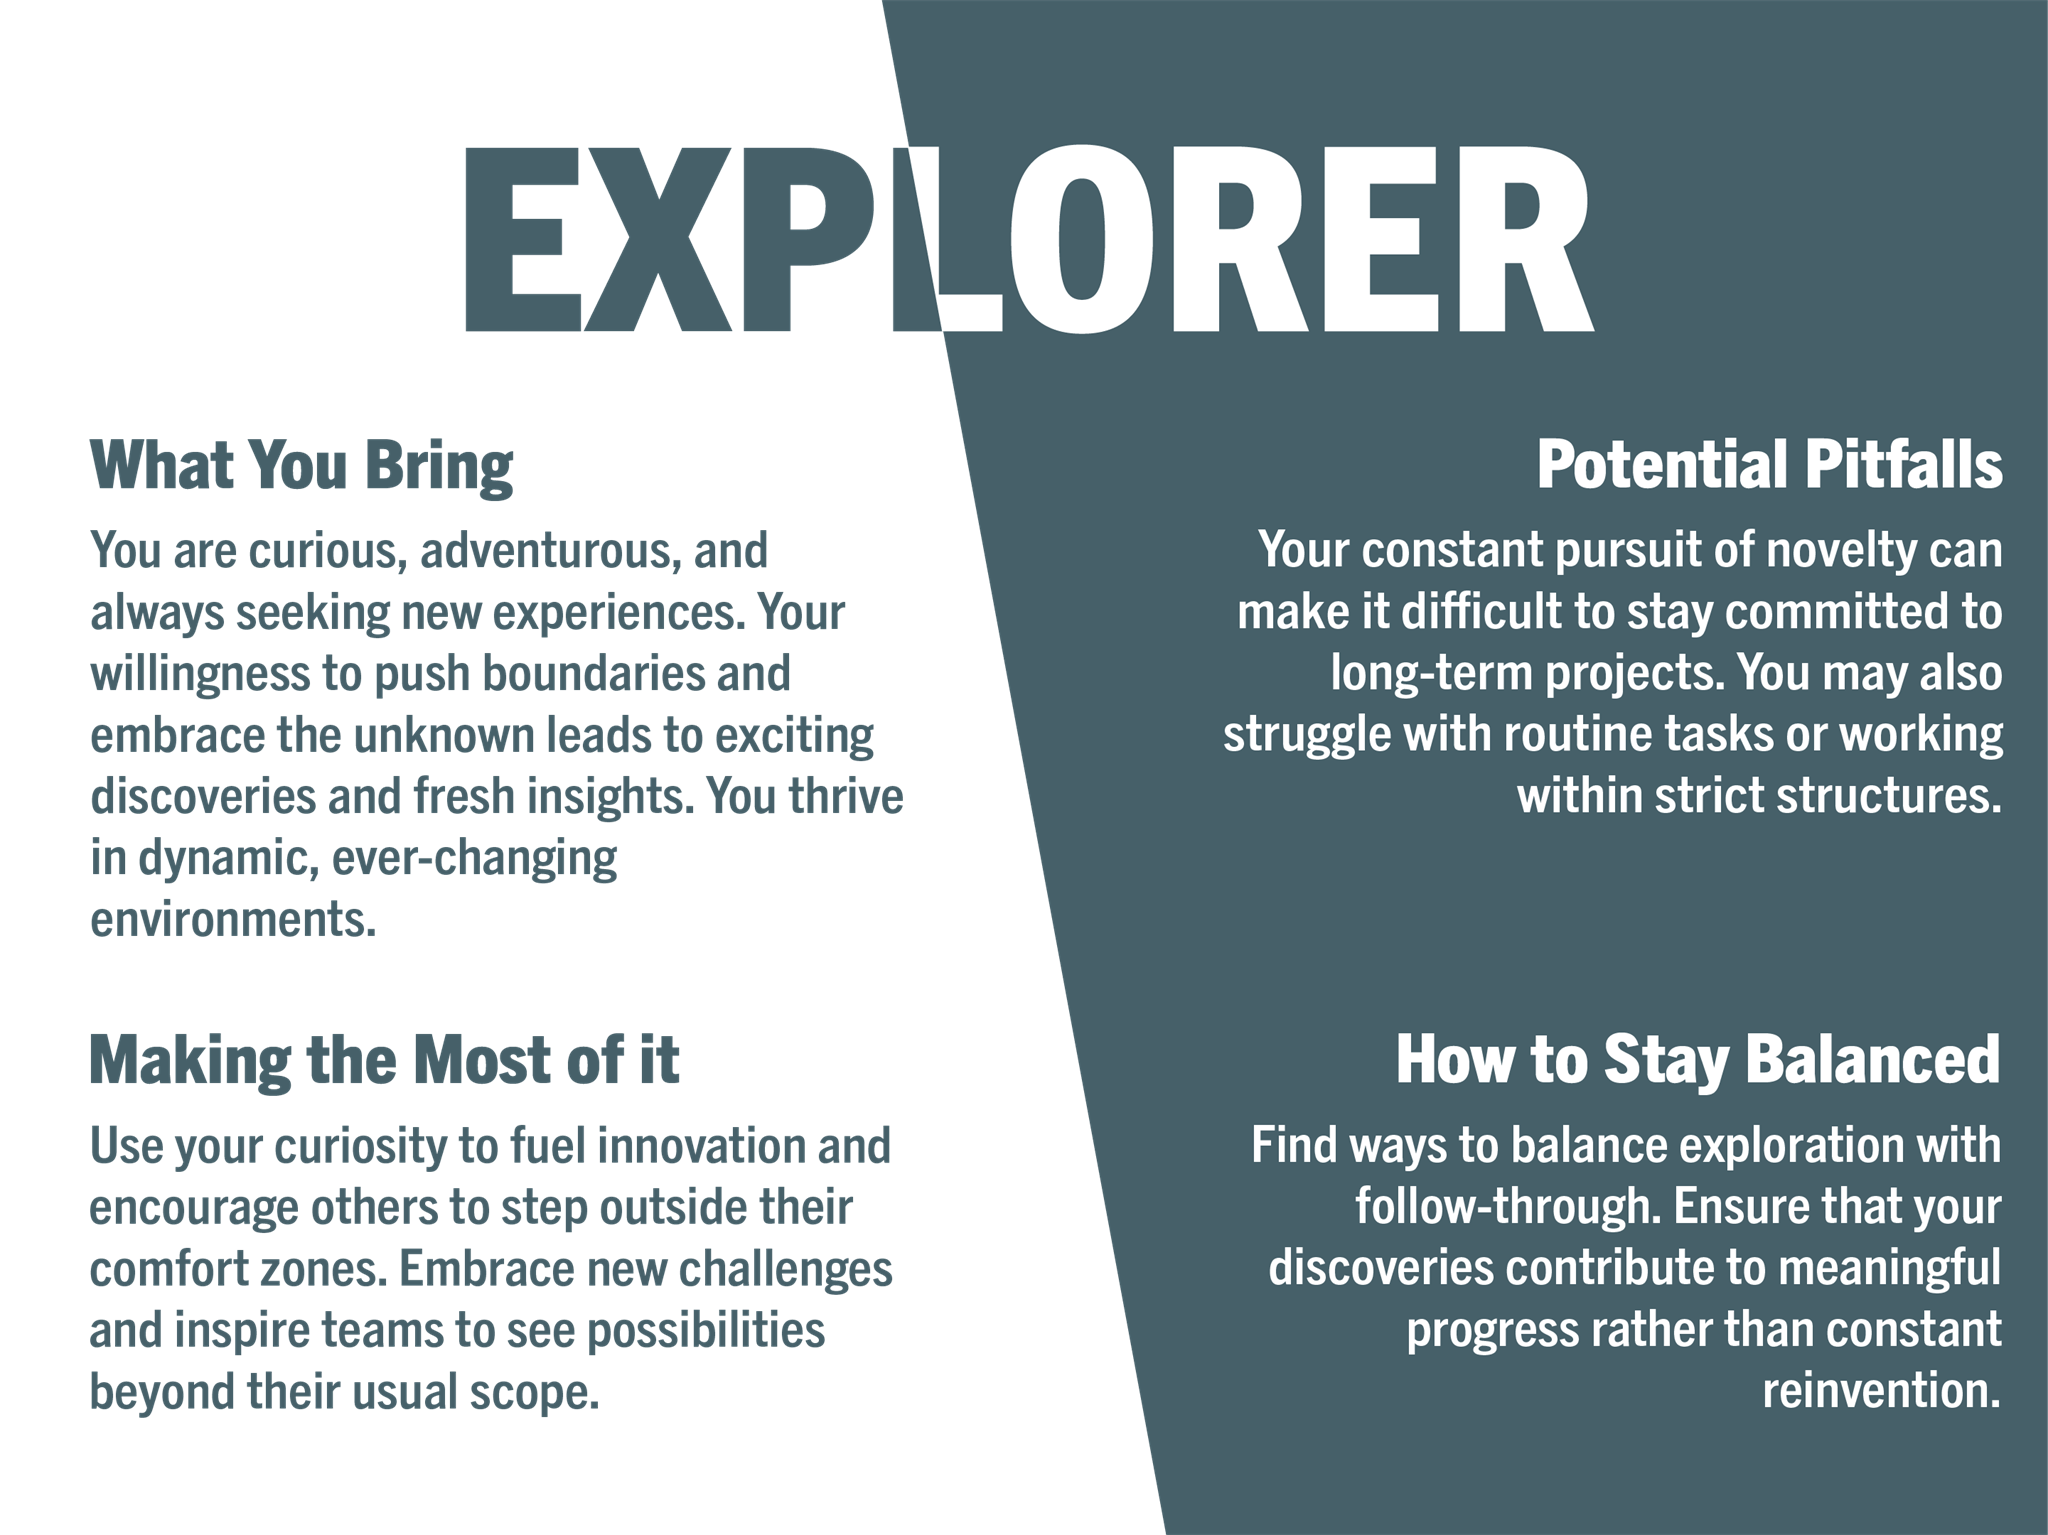 EXPLORER
What You Bring
You are curious, adventurous, and
always seeking new experiences. Your
willingness to push boundaries and
embrace the unknown leads to exciting
discoveries and fresh insights. You thrive
in dynamic, ever-changing
environments.
Making the Most of it
Use your curiosity to fuel innovation and
encourage others to step outside their
comfort zones. Embrace new challenges
and inspire teams to see possibilities
beyond their usual scope.
Potential Pitfalls
Your constant pursuit of novelty can
make it difficult to stay committed to
long-term projects. You may also
struggle with routine tasks or working
within strict structures.
How to Stay Balanced
Find ways to balance exploration with
follow-through. Ensure that your
discoveries contribute to meaningful
progress rather than constant
reinvention.